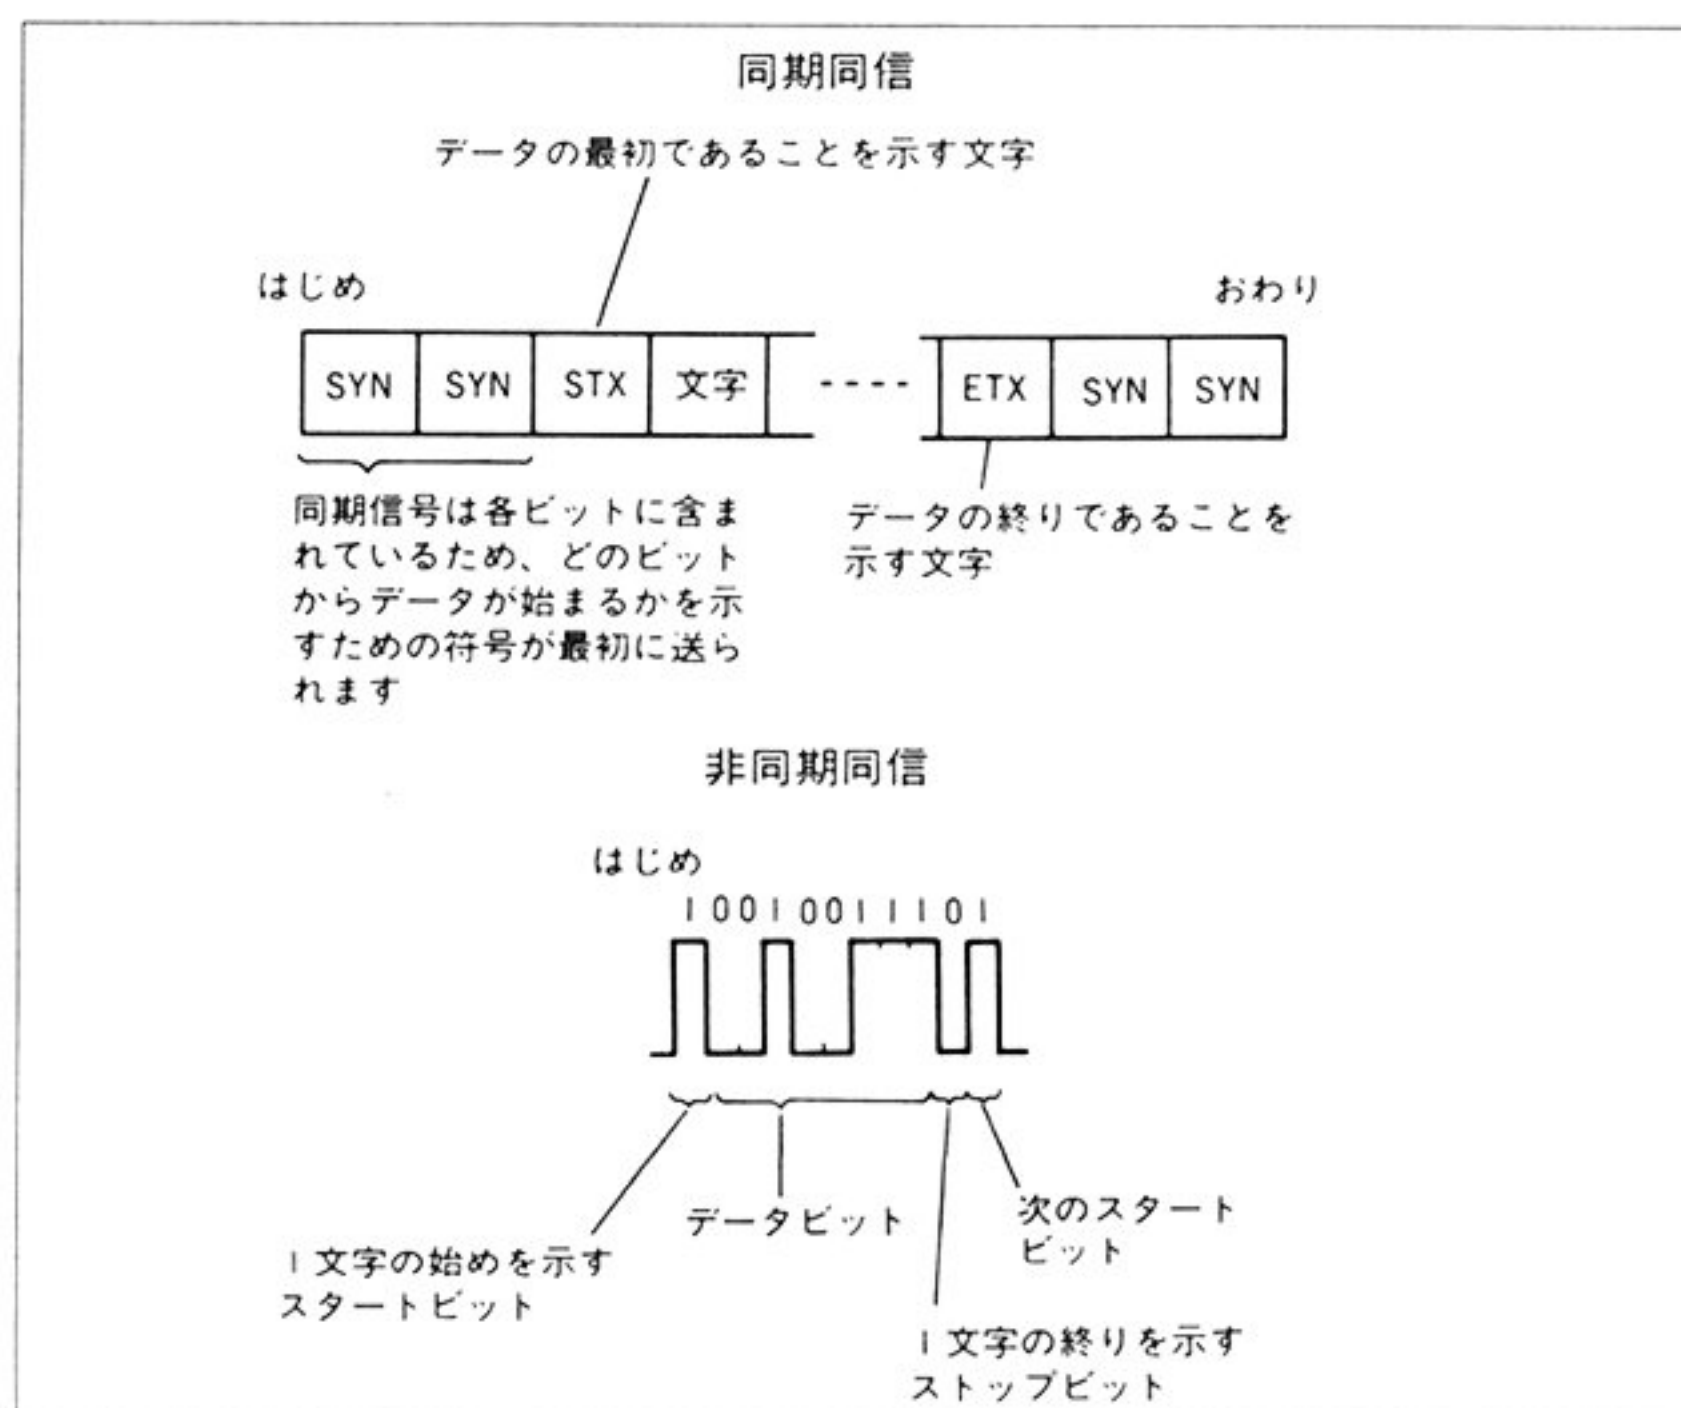 同期同信
データの最初であることを示す文字
はじめ
おわり
SYN SYN STX 文字 ---- ETX SYN SYN
同期信号は各ビットに含ま
れているため、どのビット
からデータが始まるかを示
すための符号が最初に送ら
れます
データの終りであることを
示す文字
非同期同信
はじめ
10010011101
データビット
次のスタート
ビット
1文字の始めを示す
スタートビット
1文字の終りを示す
ストップビット